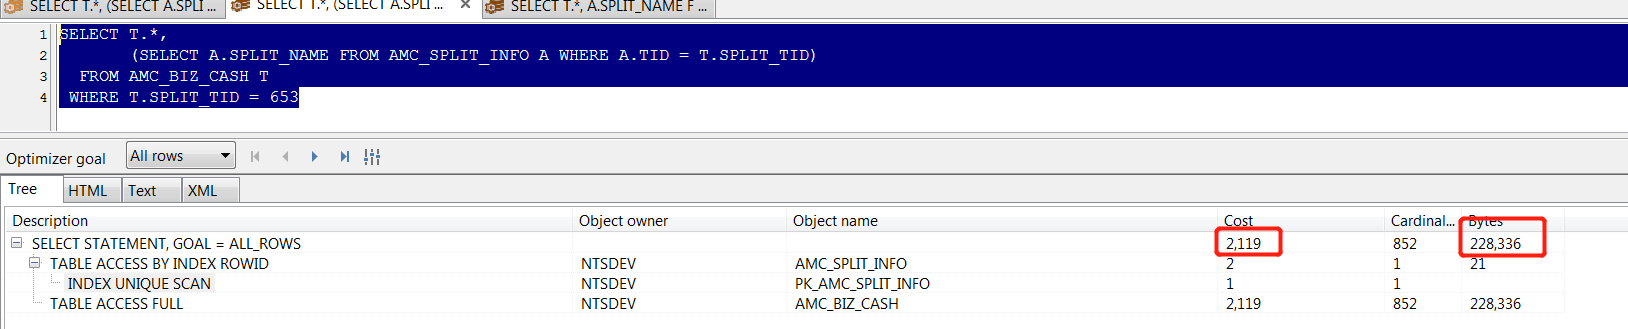 SELECT T.*, (SELECT A.SPLI ... SELECT T.*, (SELECT A.SPLI ... × SELECT T.*, A.SPLIT_NAME F ...
1 SELECT T.*,
2 (SELECT A.SPLIT_NAME FROM AMC_SPLIT_INFO A WHERE A.TID = T.SPLIT_TID)
3 FROM AMC_BIZ_CASH T
4 WHERE T.SPLIT_TID = 653
Optimizer goal All rows
Tree HTML Text XML
Description Object owner Object name Cost Cardinal... Bytes
SELECT STATEMENT, GOAL = ALL_ROWS 2,119 852 228,336
TABLE ACCESS BY INDEX ROWID NTSDEV AMC_SPLIT_INFO 2 1 21
INDEX UNIQUE SCAN NTSDEV PK_AMC_SPLIT_INFO 1 1
TABLE ACCESS FULL NTSDEV AMC_BIZ_CASH 2,119 852 228,336